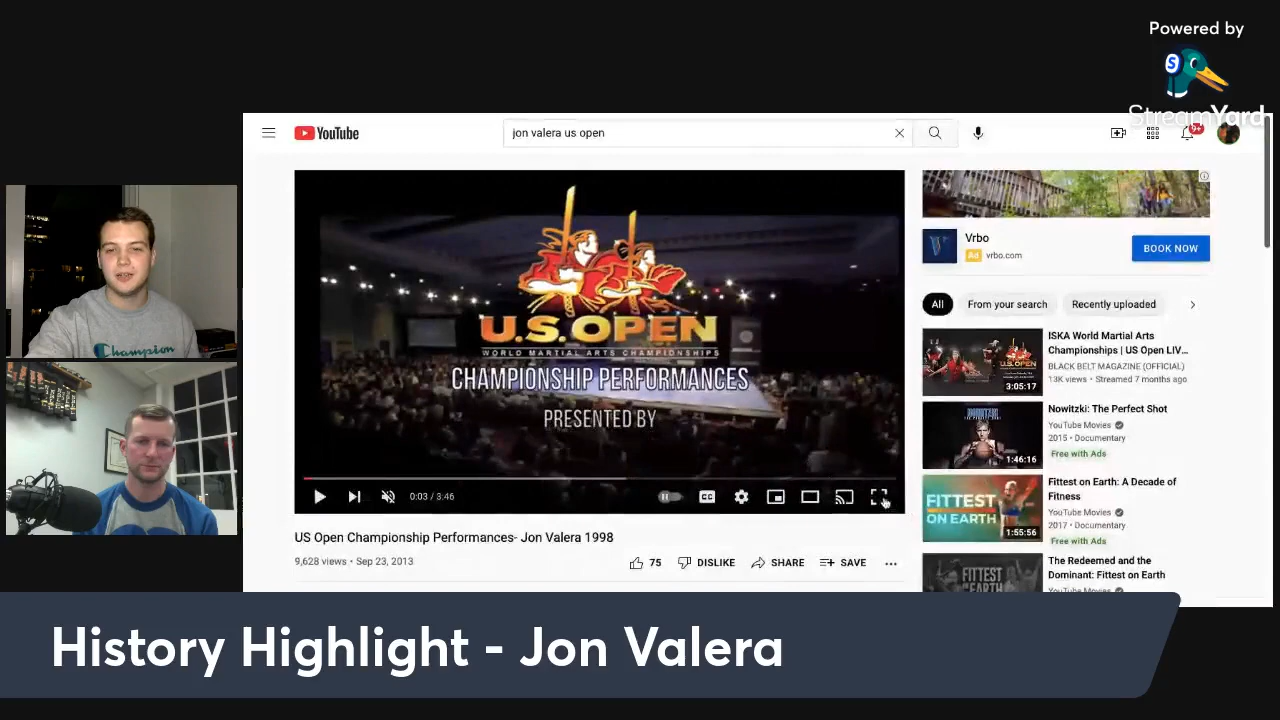 Powered by
StreamYard
YouTube
jon valera us open
9+
U.S. OPEN
WORLD MARTIAL ARTS CHAMPIONSHIPS
CHAMPIONSHIP PERFORMANCES
PRESENTED BY
0:03 / 3:46
CC
US Open Championship Performances- Jon Valera 1998
9,628 views • Sep 23, 2013
75
DISLIKE
SHARE
SAVE
Vrbo
Ad vrbo.com
BOOK NOW
All
From your search
Recently uploaded
ISKA World Martial Arts
Championships | US Open LIV...
BLACK BELT MAGAZINE (OFFICIAL)
13K views • Streamed 7 months ago
3:05:17
Nowitzki: The Perfect Shot
YouTube Movies
2015 • Documentary
Free with Ads
1:46:16
Fittest on Earth: A Decade of
Fitness
YouTube Movies
2017 • Documentary
Free with Ads
FITTEST
ON EARTH
1:55:56
The Redeemed and the
Dominant: Fittest on Earth
YouTube Movies
FITTEST
Champion
History Highlight - Jon Valera